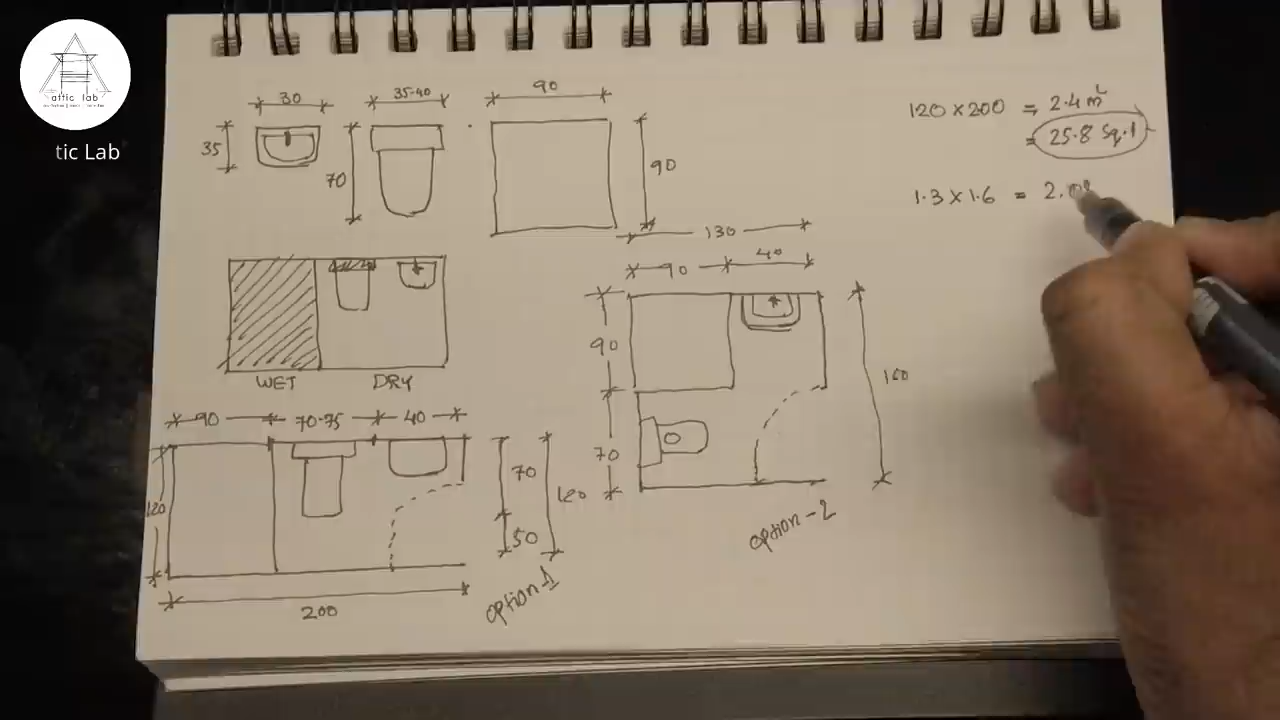 attic lab
tic Lab
30
35-40
90
35
70
90
120 x 200 = 2.4 m²
= 25.8 Sq.f
1.3 x 1.6 = 2.08
130
90
40
90
70
160
WET
DRY
90
70-75
40
120
70
50
120
200
option-1
option-2